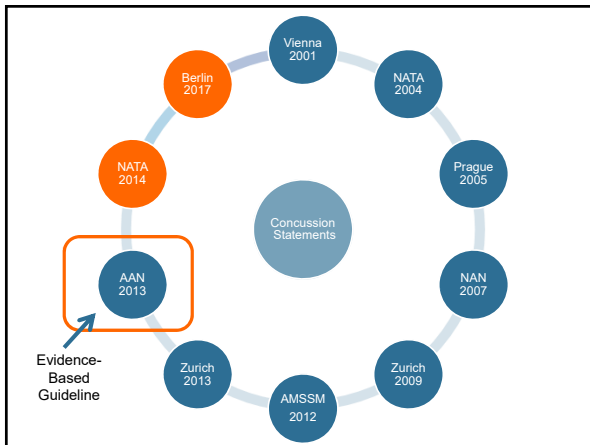 Vienna
2001
NATA
2004
Prague
2005
NAN
2007
Zurich
2009
AMSSM
2012
Zurich
2013
AAN
2013
NATA
2014
Berlin
2017
Concussion
Statements
Evidence-
Based
Guideline